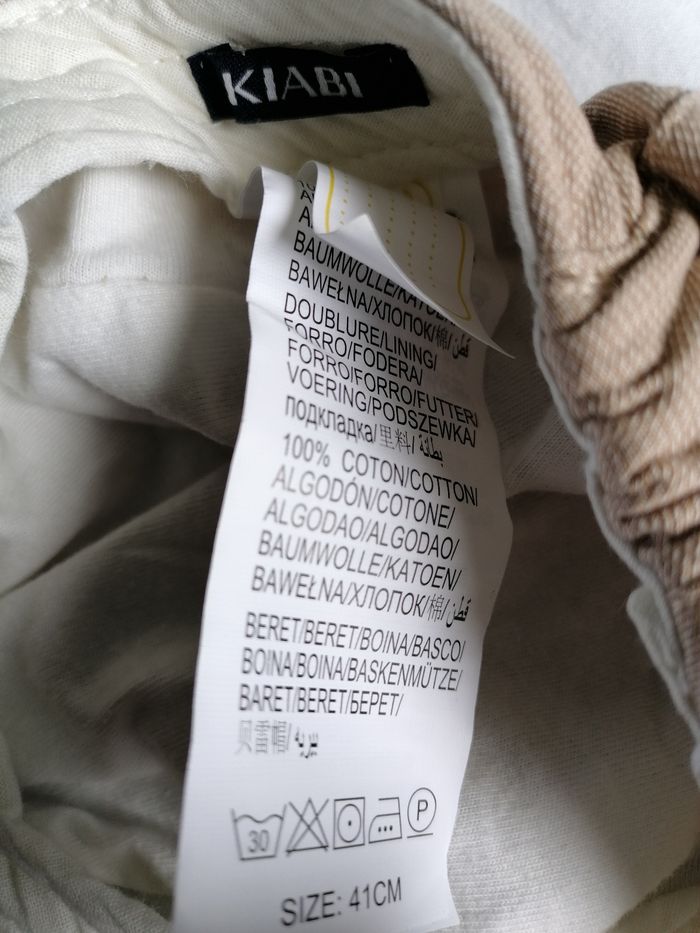 KIABI
BAUMWOLLE/
BAWEŁNA/ХЛОПОК/棉/قطن
DOUBLURE/LINING/
FORRO/FODERA/
FORRO/FORRO/FUTTER/
VOERING/PODSZEWKA/
подкладка/里料/بطانة
100% COTON/COTTON/
ALGODÓN/COTONE/
ALGODAO/ALGODAO/
BAUMWOLLE/KATOEN/
BAWEŁNA/ХЛОПОК/棉/قطن
BERET/BERET/BOINA/BASCO/
BOINA/BOINA/BASKENMÜTZE/
BARET/BERET/БЕРЕТ/
贝雷帽/
30
P
SIZE: 41CM